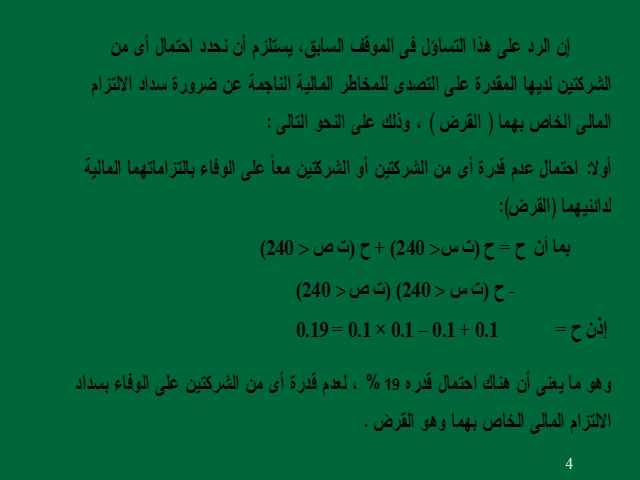 إن الرد على هذا التساؤل فى الموقف السابق، يستلزم أن نحدد احتمال أى من
الشركتين لديها المقدرة على التصدى للمخاطر المالية الناجمة عن ضرورة سداد الالتزام
المالى الخاص بهما ( القرض ) ، وذلك على النحو التالى :
أولا: احتمال عدم قدرة أى من الشركتين أو الشركتين معاً على الوفاء بالتزاماتهما المالية
لدائنيهما (القرض):
بما أن ح = ح (ت س< 240) + ح (ت ص < 240)
- ح (ت س < 240) (ت ص< 240)
إذن ح = 0.1 + 0.1 – 0.1 × 0.1 = 0.19
وهو ما يعنى أن هناك احتمال قدره 19 % ، لعدم قدرة أى من الشركتين على الوفاء بسداد
الالتزام المالى الخاص بهما وهو القرض .
4